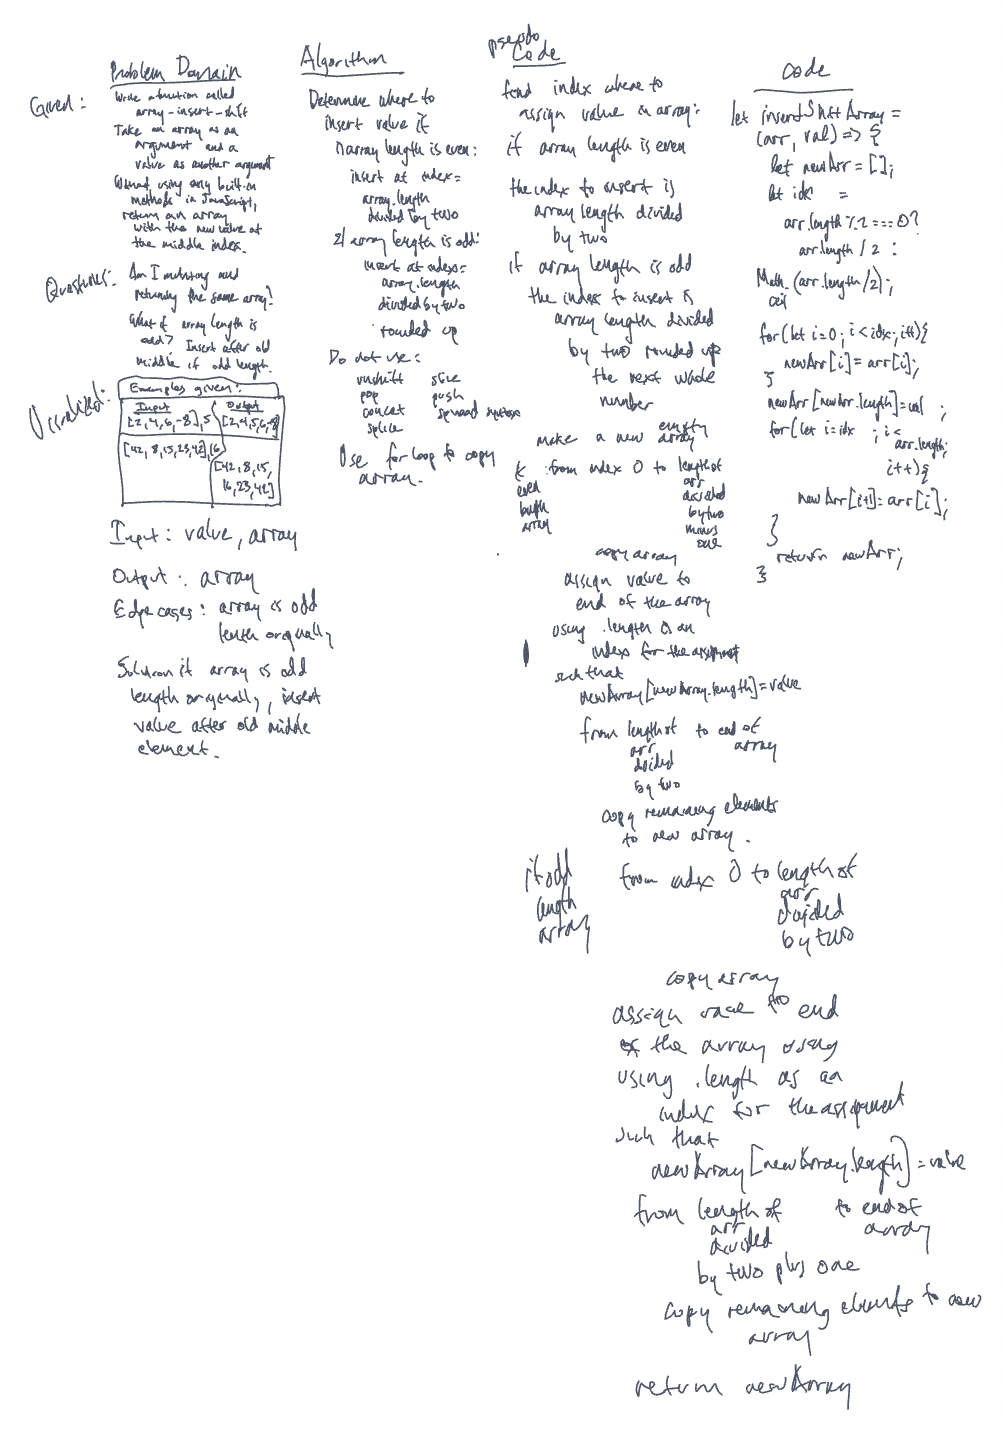 Problem Domain
Given:
Write a function called
array-insert-shift
Take an array as an
argument and a
value as another argument
Without using any built-in
methods in JavaScript,
return an array
with the new value at
the middle index.
Questions:
Am I mutating and
returning the same array?
What if array length is
odd? Insert after old
middle if odd length.
Visualized:
Examples given:
Input Output
[2,4,6,-8],5 [2,4,5,6,-8]
[42,8,15,23,42],16
[42,8,15,
16,23,42]
Input: value, array
Output: array
Edge cases: array is odd
length originally
Solution if array is odd
length originally, insert
value after old middle
element.
Algorithm
Determine where to
insert value if
array length is even:
insert at index =
array.length
divided by two
If array length is odd:
insert at index =
array.length
divided by two
rounded up
Do not use:
unshift slice
pop push
concat spread syntax
splice
Use for loop to copy
array.
pseudo
Code
find index where to
assign value in array:
if array length is even
the index to insert is
array length divided
by two
if array length is odd
the index to insert is
array length divided
by two rounded up
the next whole
number
make a new empty array
if
even
length
array
from index 0 to length of
arr
divided
by two
minus
one
copy array
assign value to
end of the array
using .length as an
index for the assignment
such that
newArray[newArray.length]=value
from length of to end of
arr array
divided
by two
copy remaining elements
to new array.
if odd
length
array
from index 0 to length of
arr
divided
by two
copy array
assign value to end
of the array using
using .length as an
index for the assignment
such that
newArray[newArray.length]=value
from length of to end of
arr array
divided
by two plus one
copy remaining elements to new
array
return newArray
code
let insertShiftArray =
(arr, val) => {
let newArr = [];
let idx =
arr.length % 2 === 0?
arr.length / 2 :
Math.ceil (arr.length/2);
for(let i=0; i<idx; i++){
newArr[i]=arr[i];
}
newArr[newArr.length]=val;
for(let i=idx ; i<
arr.length;
i++){
newArr[i+1]=arr[i];
}
return newArr;
}